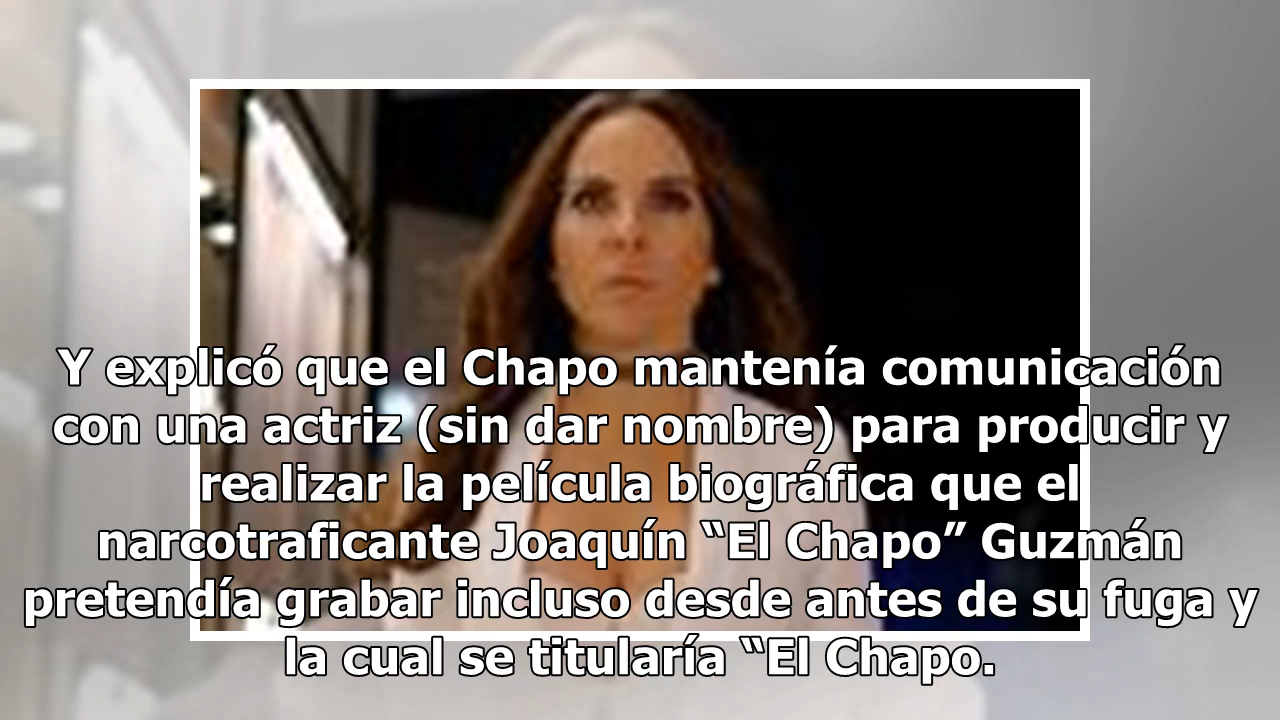 Y explicó que el Chapo mantenía comunicación
con una actriz (sin dar nombre) para producir y
realizar la película biográfica que el
narcotraficante Joaquín “El Chapo” Guzmán
pretendía grabar incluso desde antes de su fuga y
la cual se titularía “El Chapo.